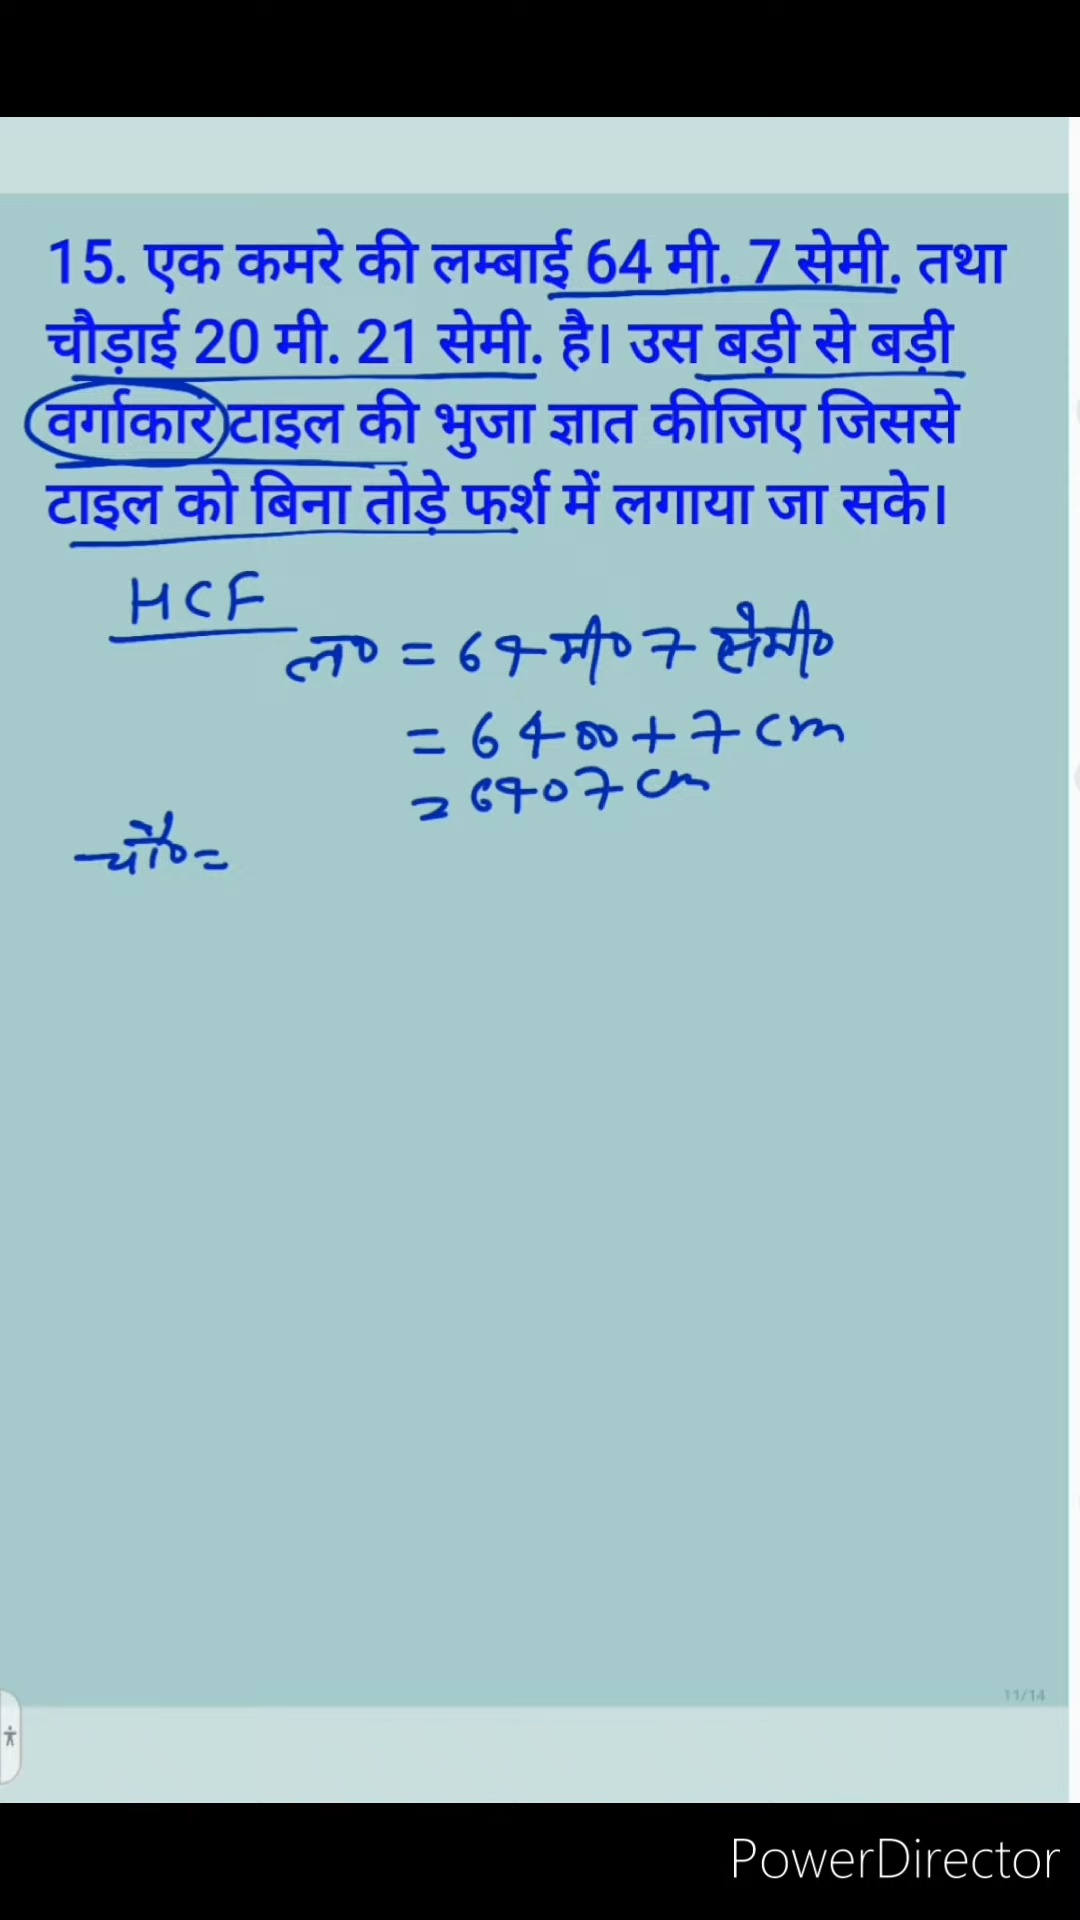 15. एक कमरे की लम्बाई 64 मी. 7 सेमी. तथा
चौड़ाई 20 मी. 21 सेमी. है। उस बड़ी से बड़ी
वर्गाकार टाइल की भुजा ज्ञात कीजिए जिससे
टाइल को बिना तोड़े फर्श में लगाया जा सके।
HCF
ल० = 64 मी० 7 सेमी०
= 6400 + 7 cm
= 6407 cm
चौ० =
11/14
PowerDirector